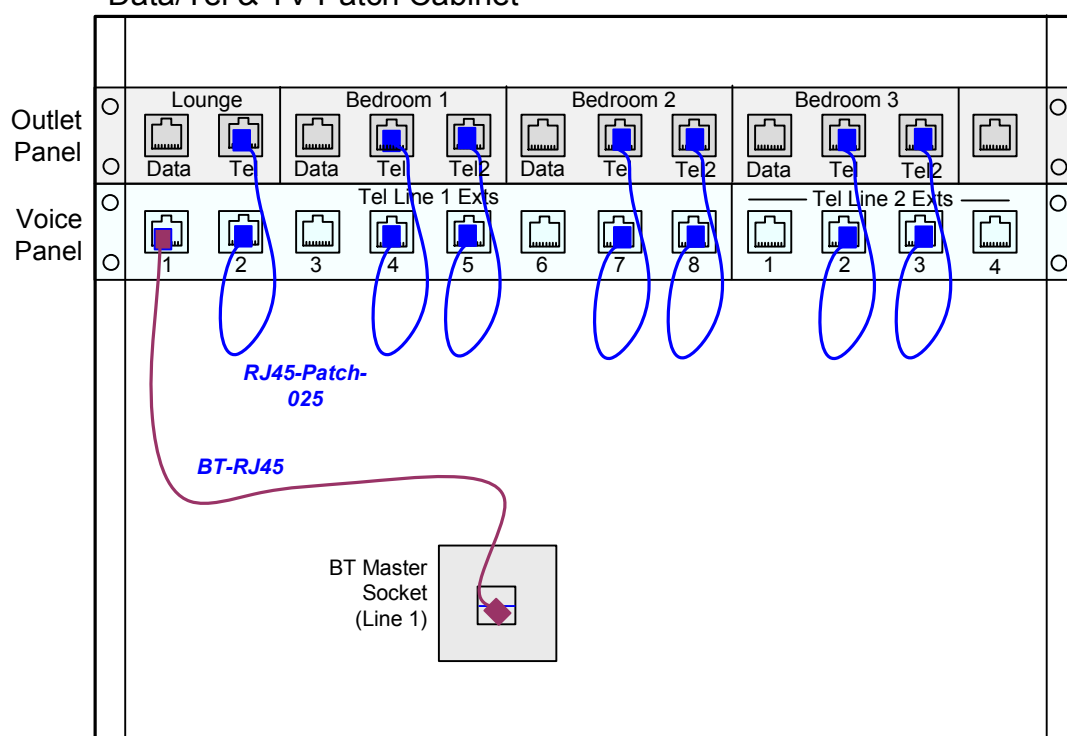 Data/Tel & TV Patch Cabinet
Outlet
Panel
Lounge
Bedroom 1
Bedroom 2
Bedroom 3
Data
Tel
Data
Tel
Tel2
Data
Tel
Tel2
Data
Tel
Tel2
Voice
Panel
Tel Line 1 Exts
Tel Line 2 Exts
1
2
3
4
5
6
7
8
1
2
3
4
RJ45-Patch-
025
BT-RJ45
BT Master
Socket
(Line 1)